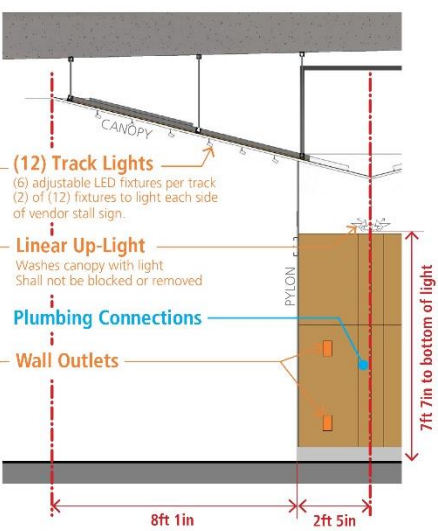 CANOPY
(12) Track Lights
(6) adjustable LED fixtures per track
(2) of (12) fixtures to light each side
of vendor stall sign.
Linear Up-Light
Washes canopy with light
Shall not be blocked or removed
PYLON
Plumbing Connections
Wall Outlets
7ft 7in to bottom of light
8ft 1in
2ft 5in